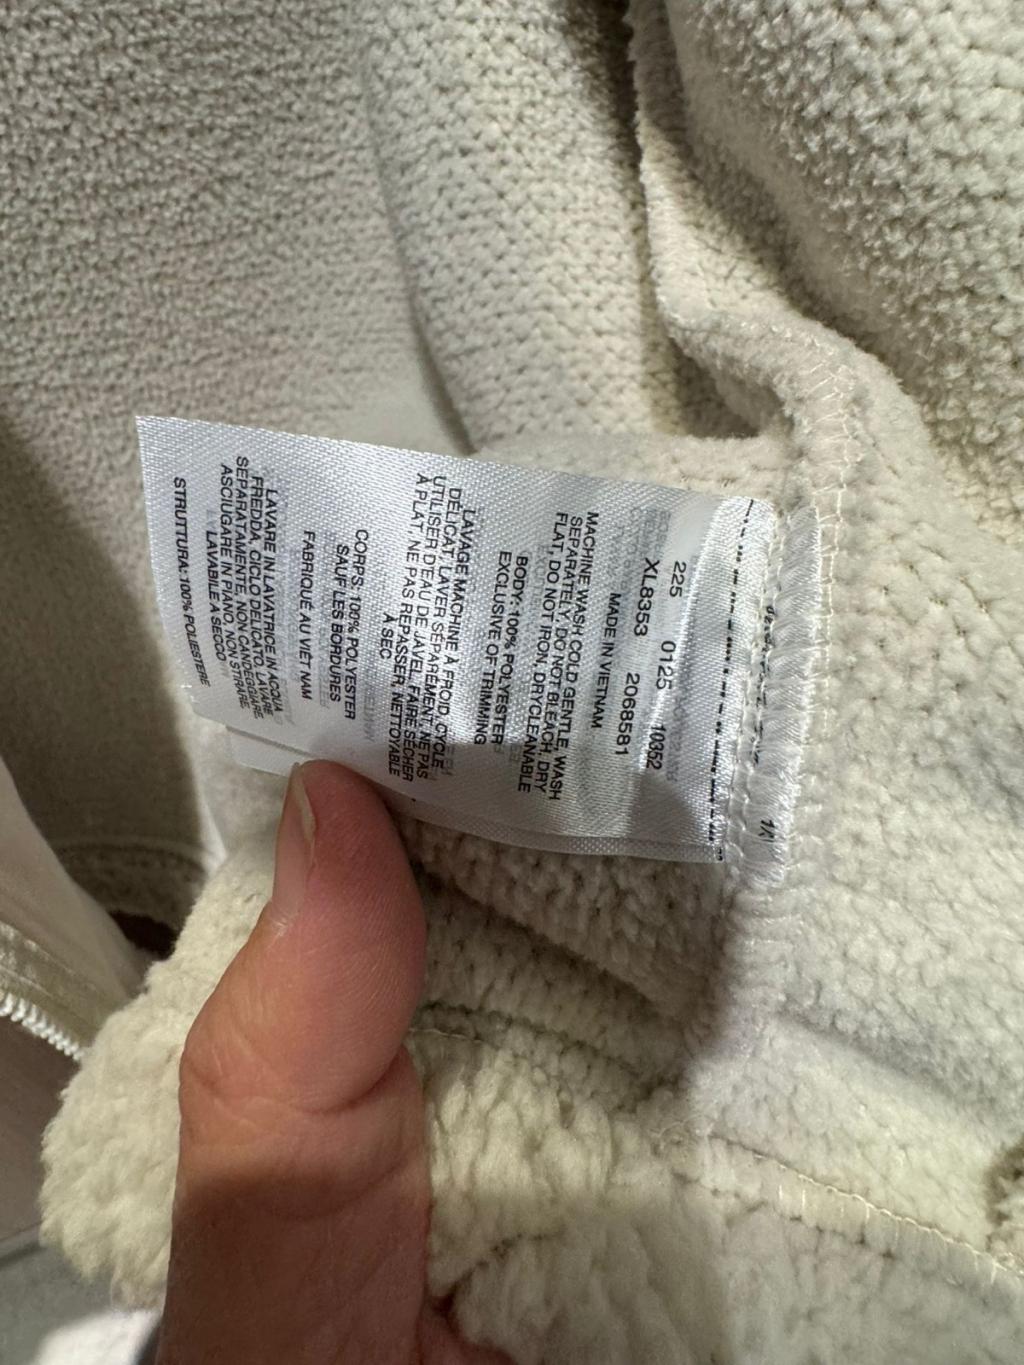 225 0125 10352
XL8353 2068581
MADE IN VIETNAM
MACHINE WASH COLD GENTLE, WASH
SEPARATELY, DO NOT BLEACH, DRY
FLAT, DO NOT IRON, DRYCLEANABLE
BODY: 100% POLYESTER
EXCLUSIVE OF TRIMMING
LAVAGE MACHINE À FROID, CYCLE
DÉLICAT, LAVER SÉPARÉMENT, NE PAS
UTILISER D'EAU DE JAVEL, FAIRE SÉCHER
À PLAT, NE PAS REPASSER, NETTOYABLE
À SEC
CORPS: 100% POLYESTER
SAUF LES BORDURES
FABRIQUÉ AU VIÊT NAM
LAVARE IN LAVATRICE IN ACQUA
FREDDA, CICLO DELICATO, LAVARE
SEPARATAMENTE, NON CANDEGGIARE,
ASCIUGARE IN PIANO, NON STIRARE,
LAVABILE A SECCO
STRUTTURA: 100% POLIESTERE